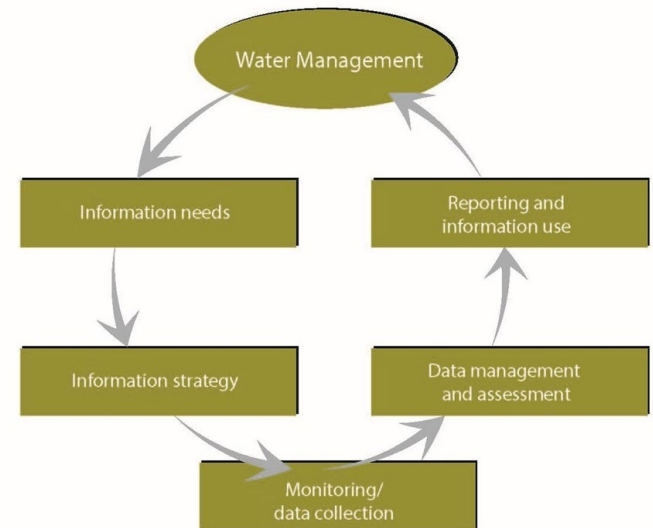 Water Management
Information needs
Reporting and
information use
Information strategy
Data management
and assessment
Monitoring/
data collection